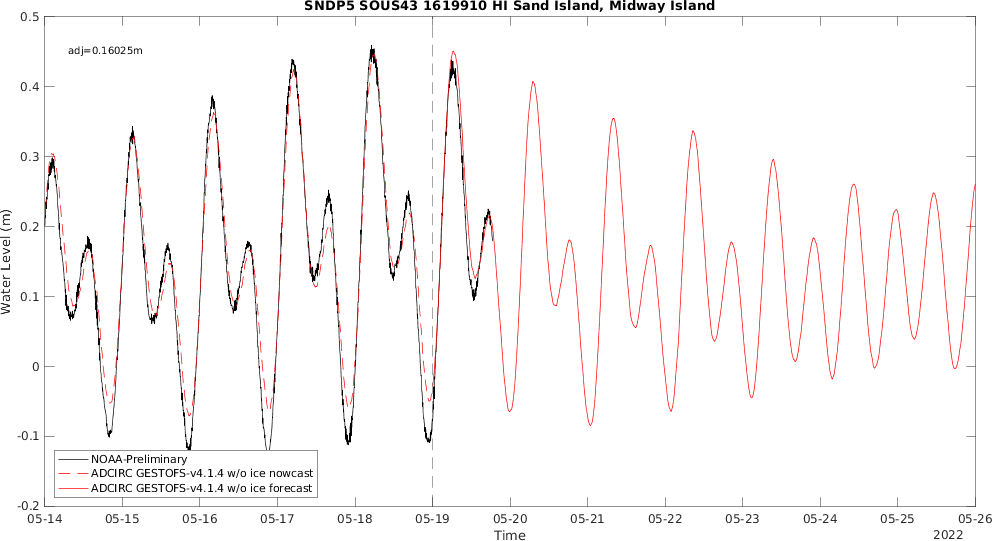 SNDP5 SOUS43 1619910 HI Sand Island, Midway Island
adj=0.16025m
0.5
0.4
0.3
0.2
0.1
0
-0.1
-0.2
Water Level (m)
NOAA-Preliminary
ADCIRC GESTOFS-v4.1.4 w/o ice nowcast
ADCIRC GESTOFS-v4.1.4 w/o ice forecast
05-14 05-15 05-16 05-17 05-18 05-19 05-20 05-21 05-22 05-23 05-24 05-25 05-26
Time
2022